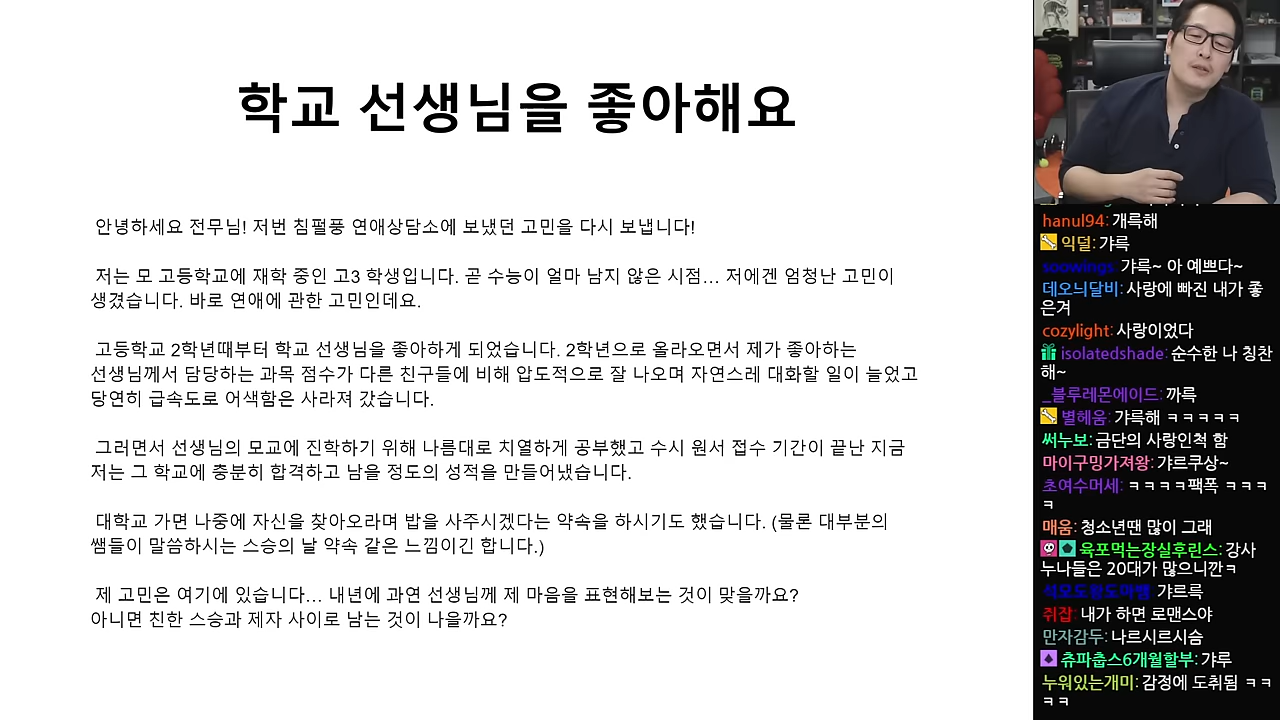 학교 선생님을 좋아해요
안녕하세요 전무님! 저번 침펄풍 연애상담소에 보냈던 고민을 다시 보냅니다!
저는 모 고등학교에 재학 중인 고3 학생입니다. 곧 수능이 얼마 남지 않은 시점... 저에겐 엄청난 고민이
생겼습니다. 바로 연애에 관한 고민인데요.
고등학교 2학년때부터 학교 선생님을 좋아하게 되었습니다. 2학년으로 올라오면서 제가 좋아하는
선생님께서 담당하는 과목 점수가 다른 친구들에 비해 압도적으로 잘 나오며 자연스레 대화할 일이 늘었고
당연히 급속도로 어색함은 사라져 갔습니다.
그러면서 선생님의 모교에 진학하기 위해 나름대로 치열하게 공부했고 수시 원서 접수 기간이 끝난 지금
저는 그 학교에 충분히 합격하고 남을 정도의 성적을 만들어냈습니다.
대학교 가면 나중에 자신을 찾아오라며 밥을 사주시겠다는 약속을 하시기도 했습니다. (물론 대부분의
쌤들이 말씀하시는 스승의 날 약속 같은 느낌이긴 합니다.)
제 고민은 여기에 있습니다... 내년에 과연 선생님께 제 마음을 표현해보는 것이 맞을까요?
아니면 친한 스승과 제자 사이로 남는 것이 나을까요?
hanul94: 개륵해
익덜: 갸륵
soowings: 갸륵~ 아 예쁘다~
데오늬달비: 사랑에 빠진 내가 좋
은겨
cozylight: 사랑이었다
isolatedshade: 순수한 나 칭찬
해~
_블루레몬에이드: 까륵
별헤움: 갸륵해 ㅋㅋㅋㅋㅋ
써누보: 금단의 사랑인척 함
마이구밍가져왕: 갸르쿠상~
초여수머세: ㅋㅋㅋㅋ팩폭 ㅋㅋㅋ
ㅋ
매움: 청소년땐 많이 그래
육포먹는장실후린스: 강사
누나들은 20대가 많으니깐ㅋ
갸르륵
쥐잡: 내가 하면 로맨스야
만자감두: 나르시르시슴
츄파춥스6개월할부: 갸루
누워있는개미: 감정에 도취됨 ㅋㅋ
ㅋㅋ